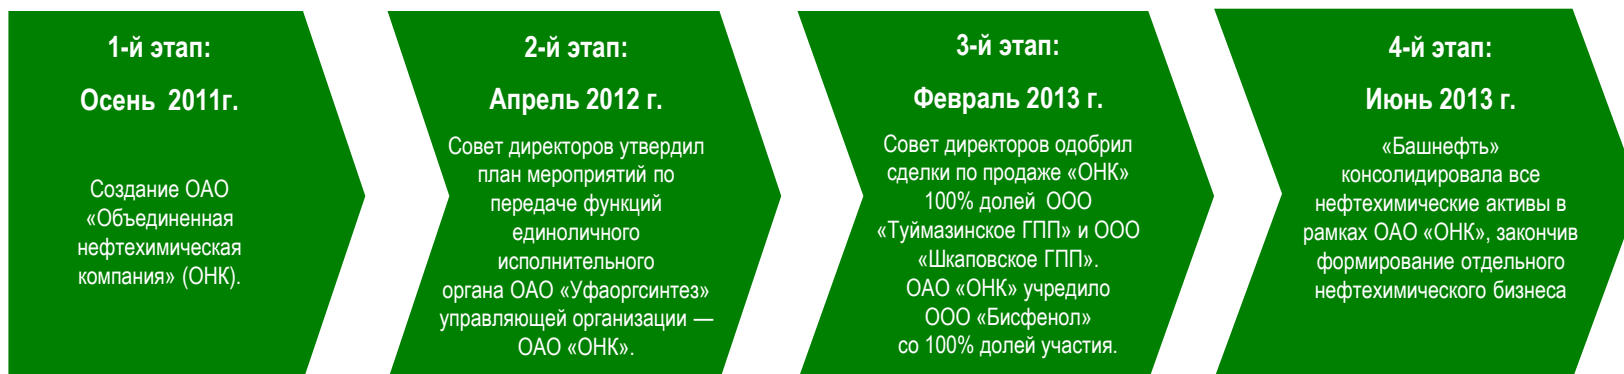 1-й этап:
Осень 2011г.
Создание ОАО
«Объединенная
нефтехимическая
компания» (ОНК).
2-й этап:
Апрель 2012 г.
Совет директоров утвердил
план мероприятий по
передаче функций
единоличного
исполнительного
органа ОАО «Уфаоргсинтез»
управляющей организации —
ОАО «ОНК».
3-й этап:
Февраль 2013 г.
Совет директоров одобрил
сделки по продаже «ОНК»
100% долей ООО
«Туймазинское ГПП» и ООО
«Шкаповское ГПП».
ОАО «ОНК» учредило
ООО «Бисфенол»
со 100% долей участия.
4-й этап:
Июнь 2013 г.
«Башнефть»
консолидировала все
нефтехимические активы в
рамках ОАО «ОНК», закончив
формирование отдельного
нефтехимического бизнеса